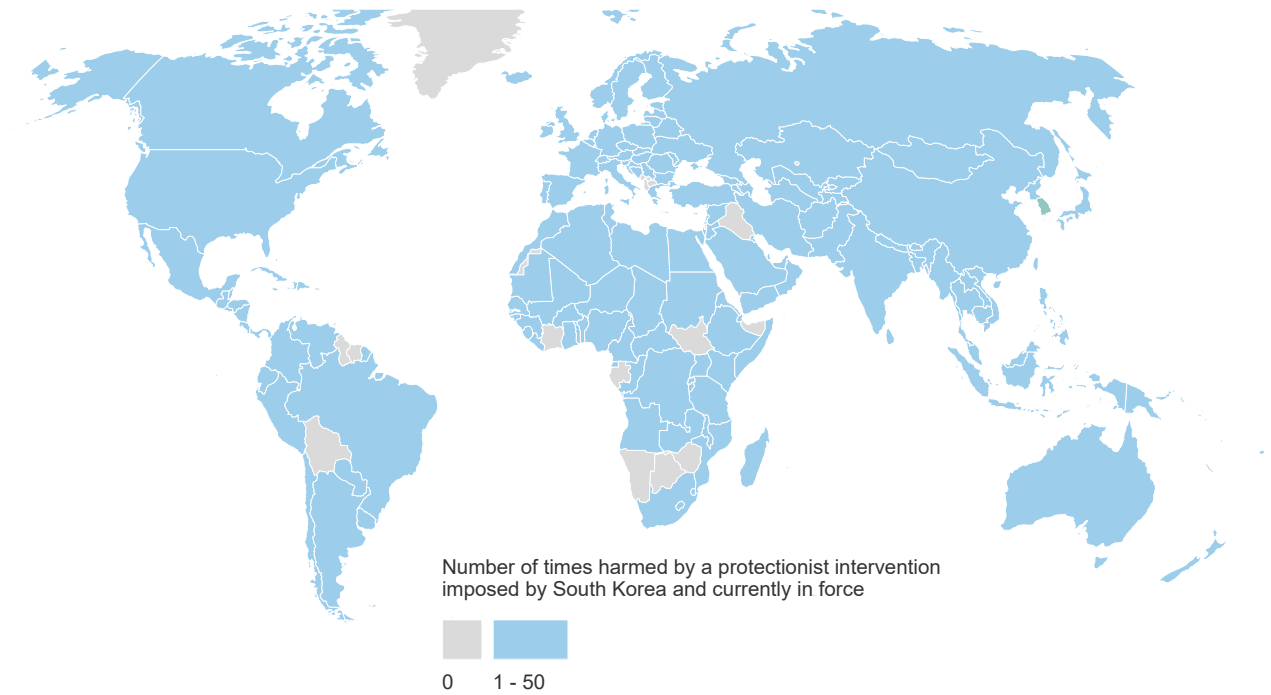 Number of times harmed by a protectionist intervention
imposed by South Korea and currently in force
0 1 - 50